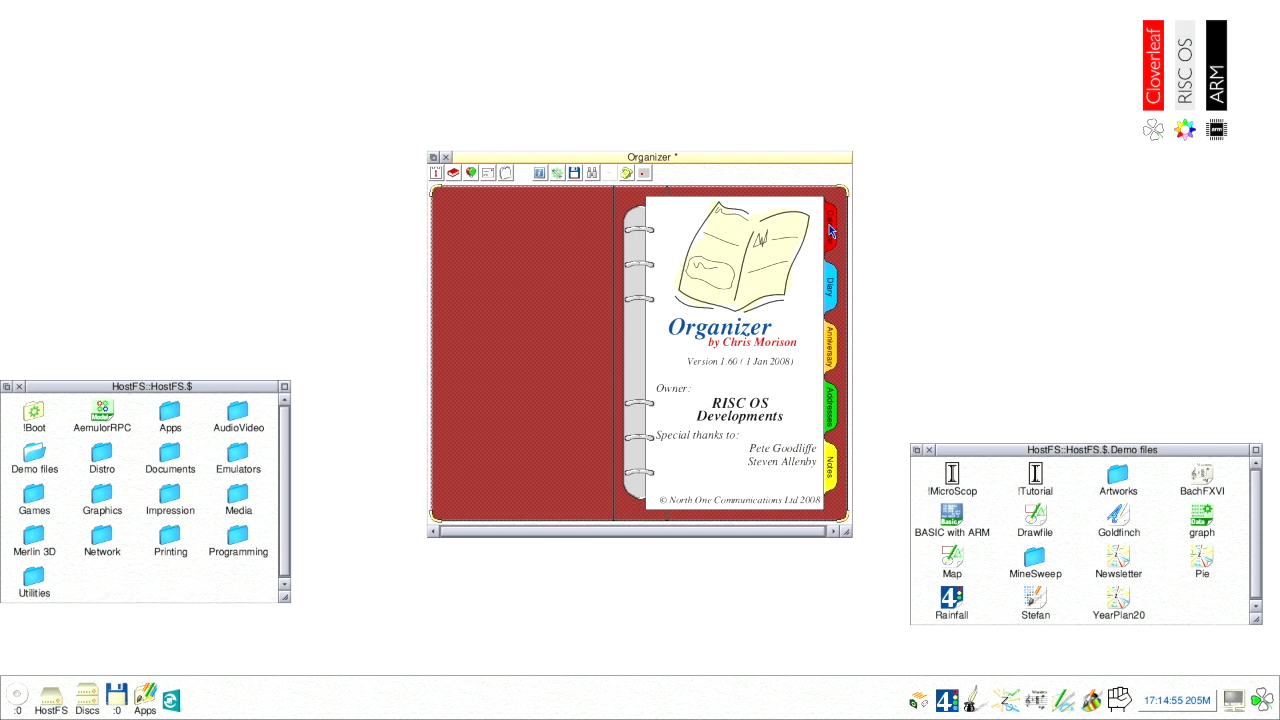 Cloverleaf
RISC OS
ARM
Organizer *
Diary
Anniversary
Addresses
Notes
Organizer
by Chris Morison
Version 1.60 ( 1 Jan 2008)
Owner:
RISC OS
Developments
Special thanks to:
Pete Goodliffe
Steven Allenby
© North One Communications Ltd 2008
HostFS::HostFS.$
!Boot AemulorRPC Apps AudioVideo
Demo files Distro Documents Emulators
Games Graphics Impression Media
Merlin 3D Network Printing Programming
Utilities
HostFS::HostFS.$.Demo files
!MicroScop !Tutorial Artworks BachFXVI
BASIC with ARM Drawfile Goldfinch graph
Map MineSweep Newsletter Pie
Rainfall Stefan YearPlan20
:0 HostFS Discs :0 Apps
17:14:55 205M